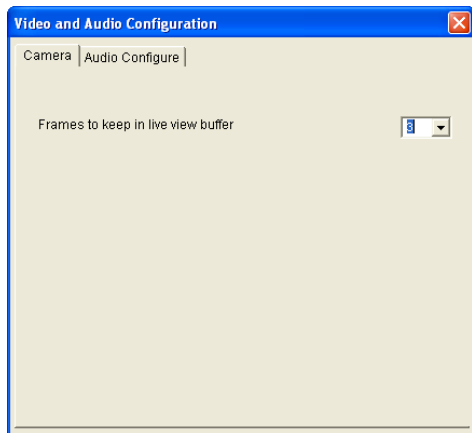 Video and Audio Configuration
Camera
Audio Configure
Frames to keep in live view buffer
3